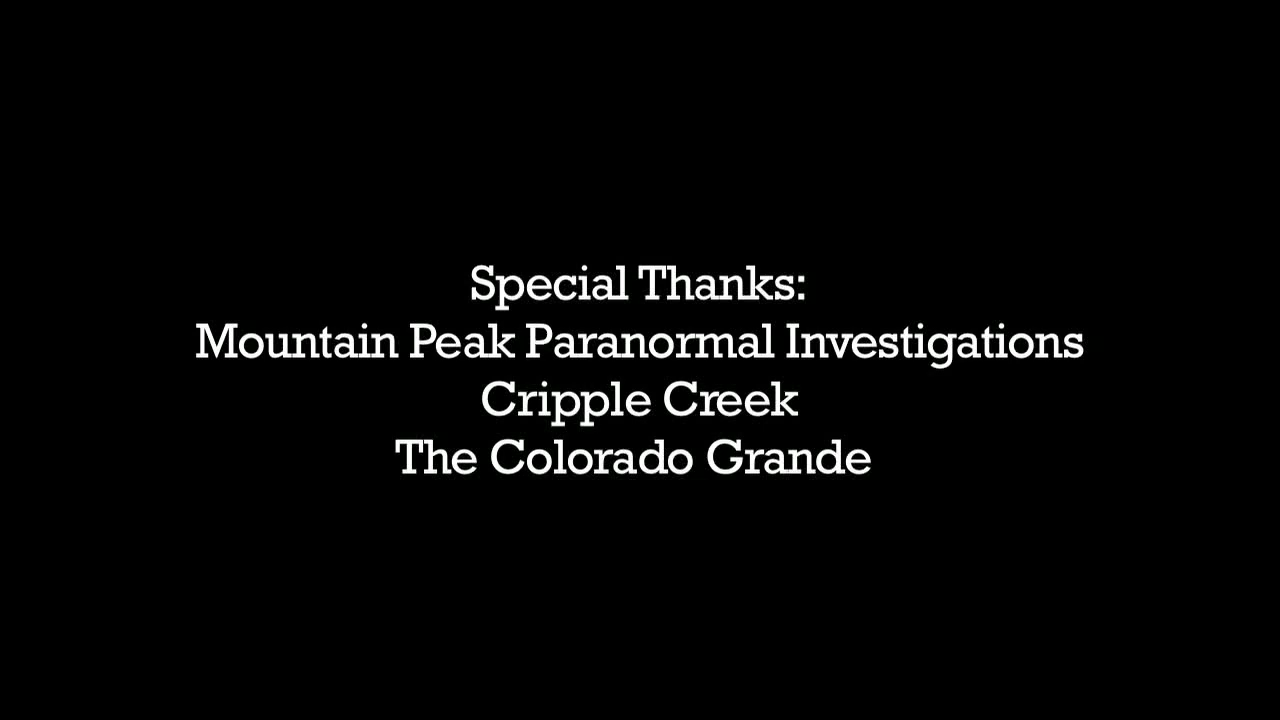 Special Thanks:
Mountain Peak Paranormal Investigations
Cripple Creek
The Colorado Grande